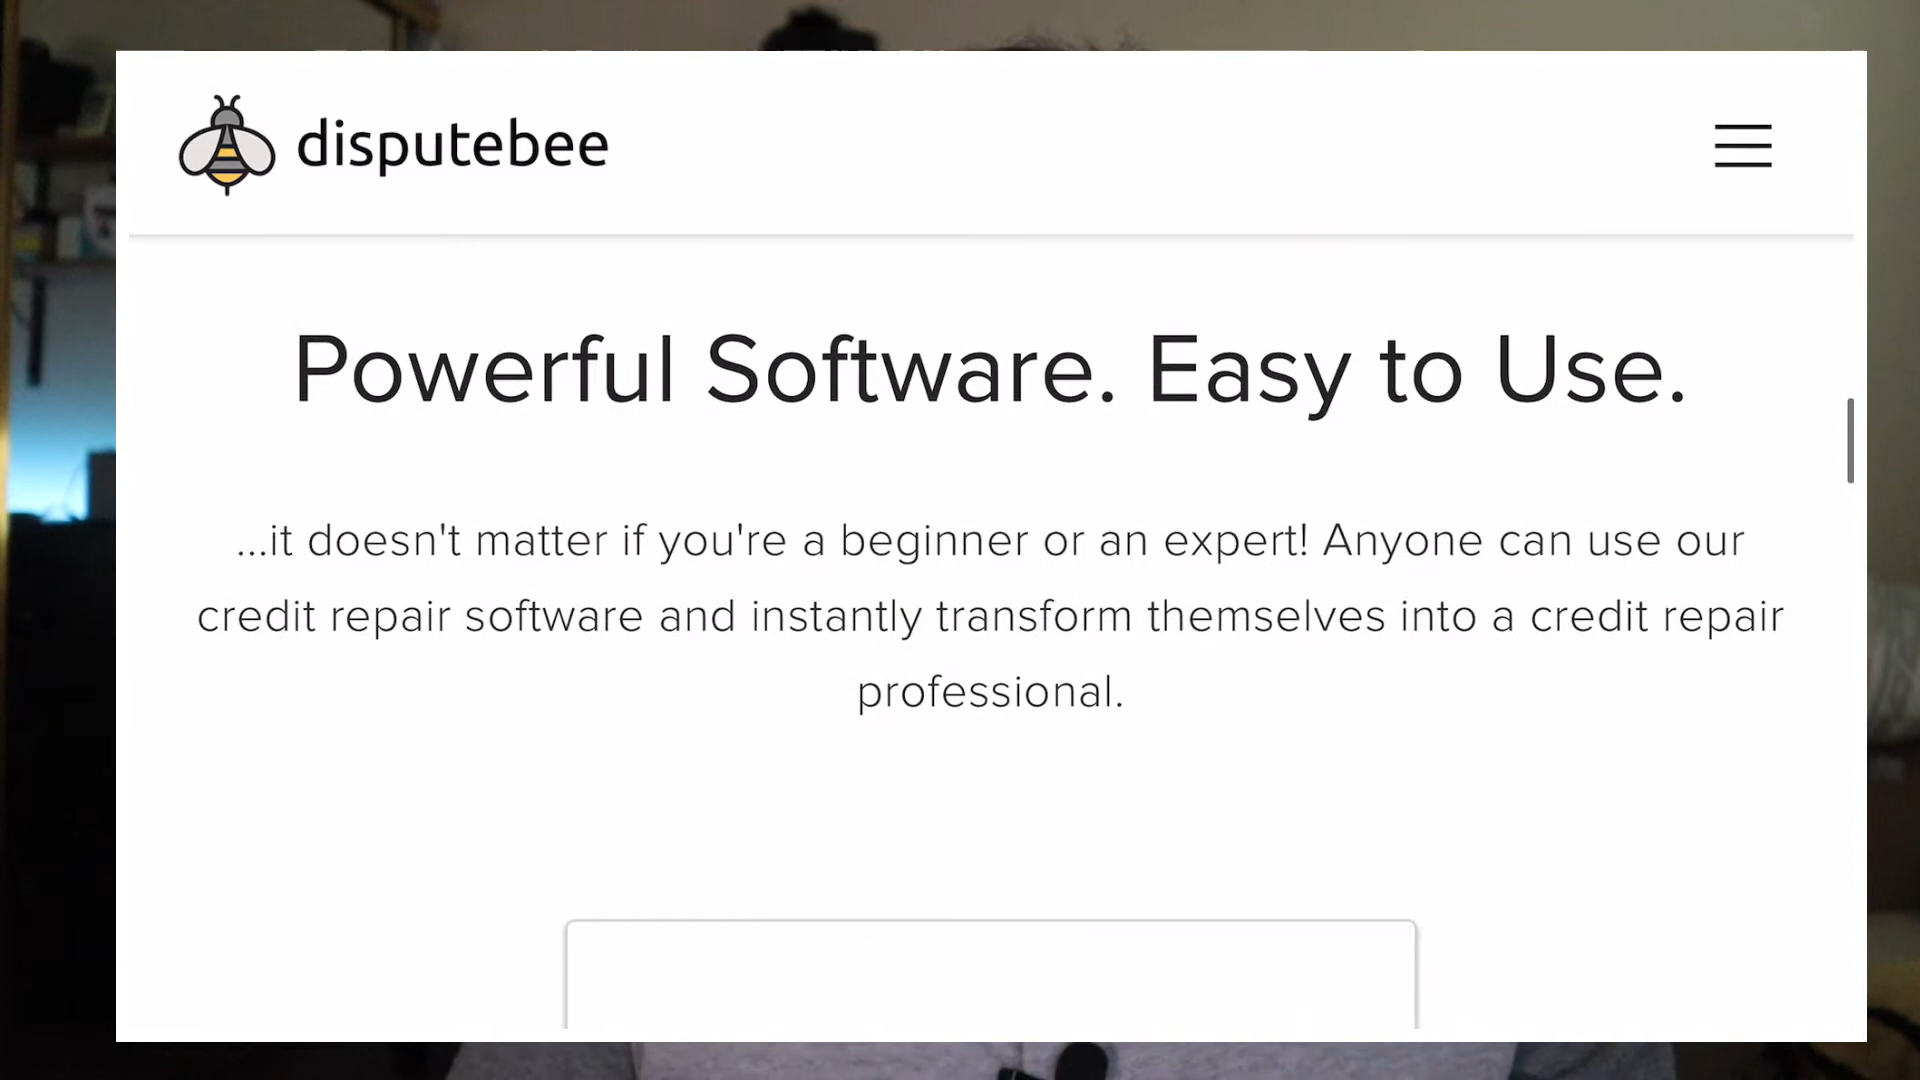 disputebee
Powerful Software. Easy to Use.
...it doesn't matter if you're a beginner or an expert! Anyone can use our
credit repair software and instantly transform themselves into a credit repair
professional.